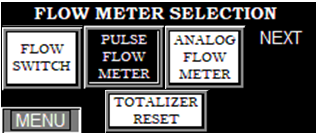 FLOW METER SELECTION
FLOW
SWITCH
PULSE
FLOW
METER
ANALOG
FLOW
METER
NEXT
MENU
TOTALIZER
RESET